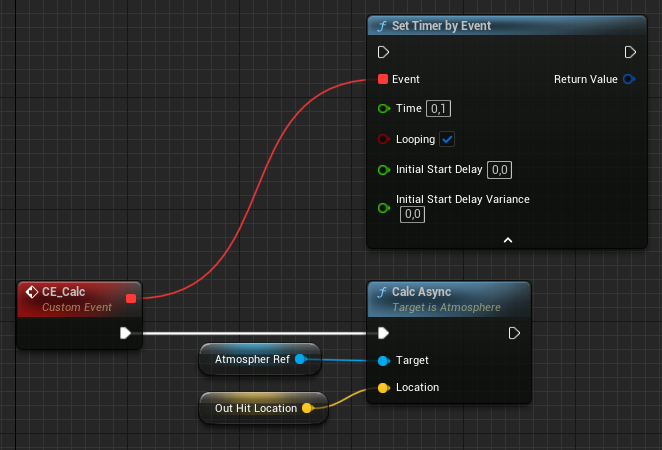 Set Timer by Event
Event
Return Value
Time 0,1
Looping
Initial Start Delay 0,0
Initial Start Delay Variance
0,0
CE_Calc
Custom Event
Calc Async
Target is Atmosphere
Atmospher Ref
Target
Out Hit Location
Location